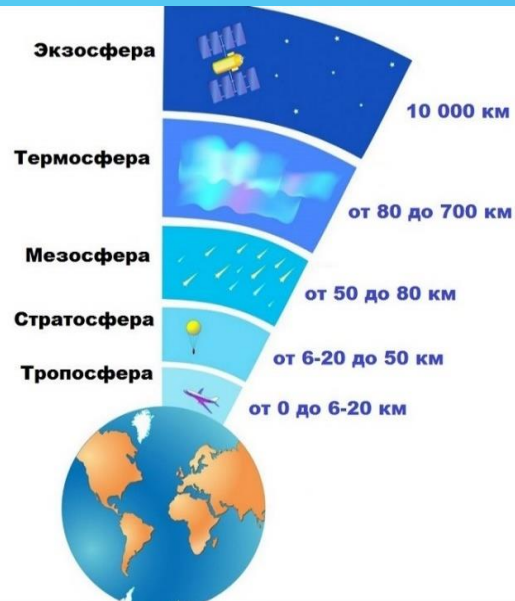 Экзосфера
10 000 км
Термосфера
от 80 до 700 км
Мезосфера
от 50 до 80 км
Стратосфера
от 6-20 до 50 км
Тропосфера
от 0 до 6-20 км